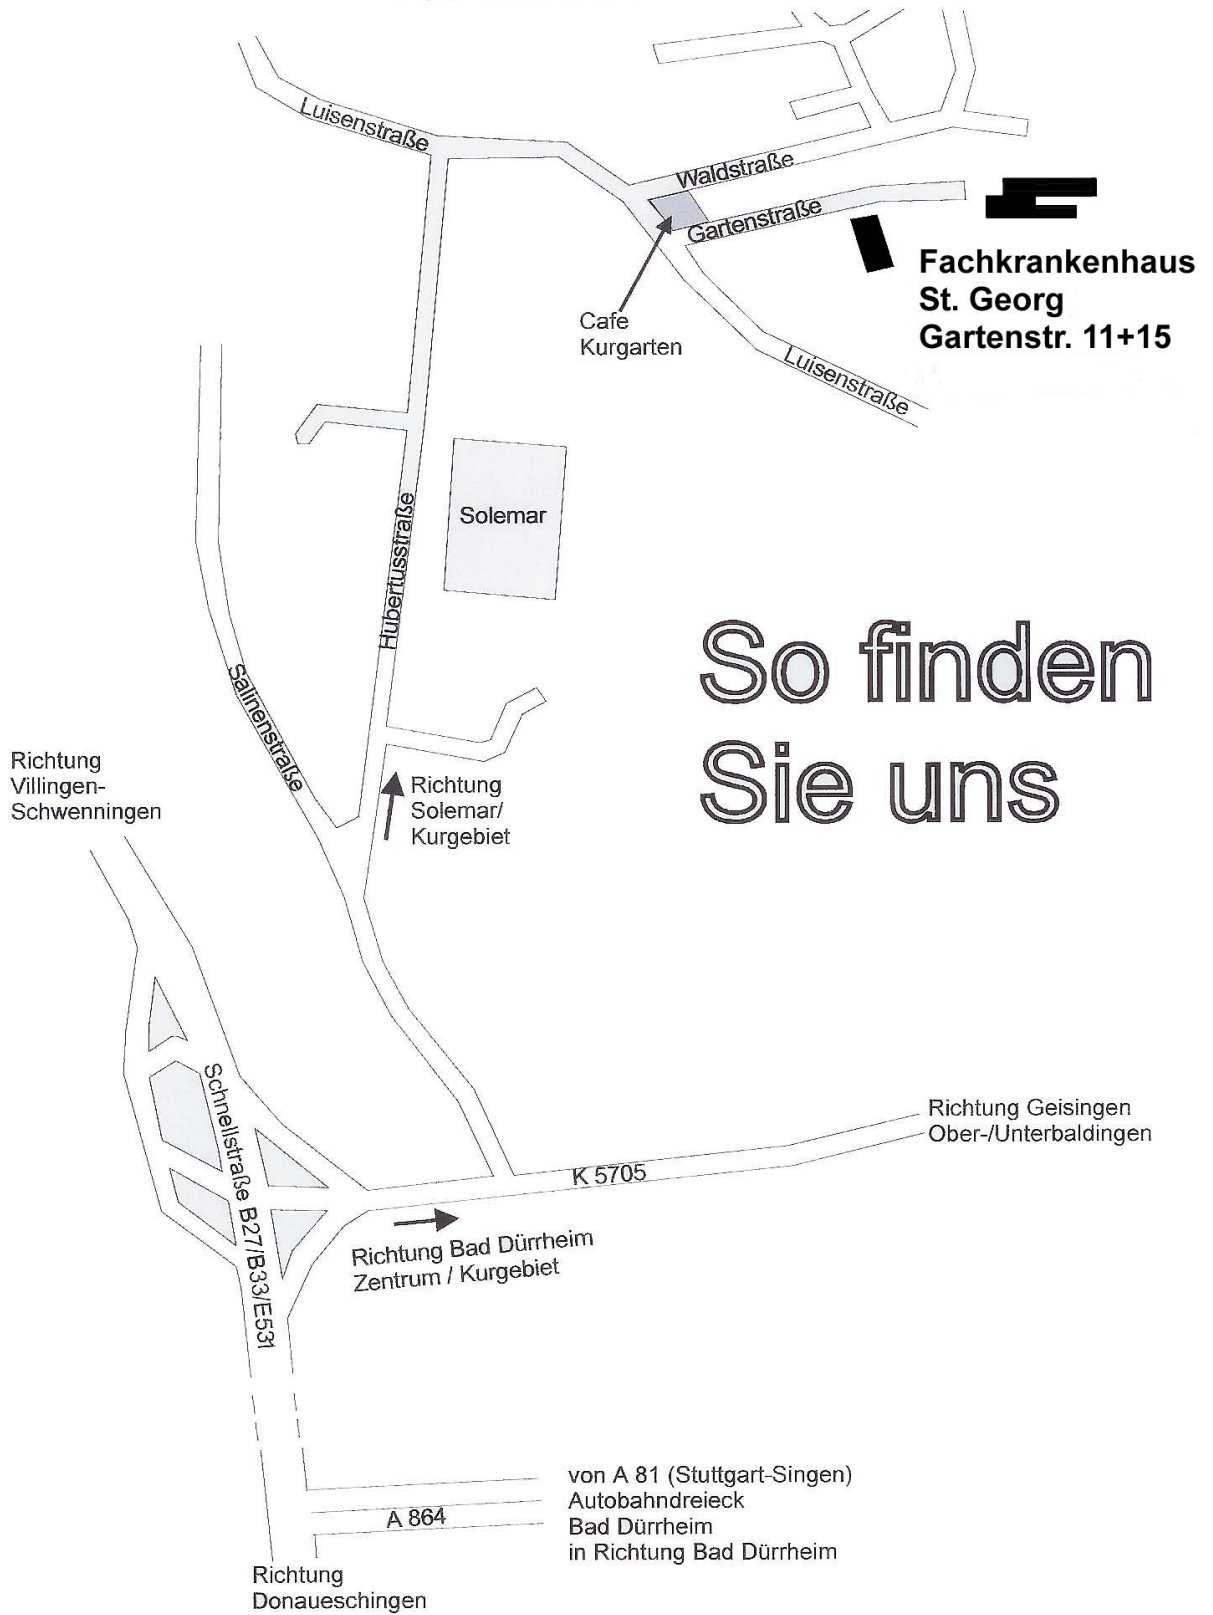 Luisenstraße
Waldstraße
Gartenstraße
Fachkrankenhaus
St. Georg
Gartenstr. 11+15
Cafe
Kurgarten
Luisenstraße
Solemar
Hubertusstraße
So finden
Sie uns
Salinenstraße
Richtung
Villingen-
Schwenningen
Richtung
Solemar/
Kurgebiet
Schnellstraße B27/B33/E531
Richtung Geisingen
Ober-/Unterbaldingen
K 5705
Richtung Bad Dürrheim
Zentrum / Kurgebiet
von A 81 (Stuttgart-Singen)
Autobahndreieck
Bad Dürrheim
in Richtung Bad Dürrheim
A 864
Richtung
Donaueschingen